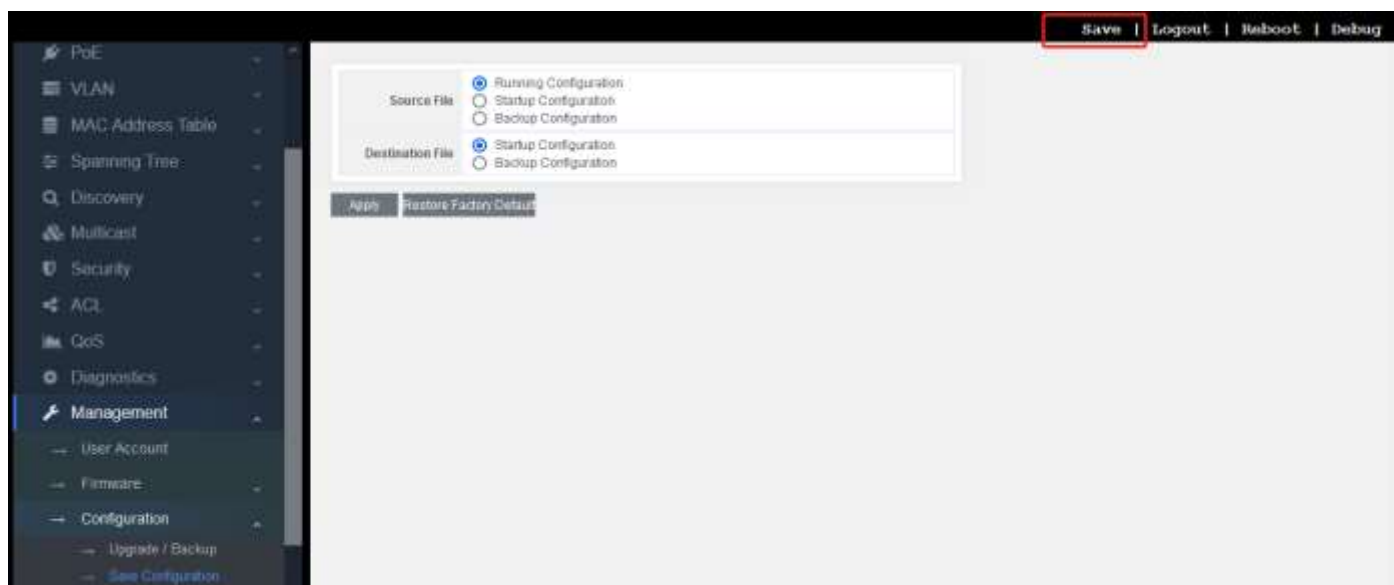 Save | Logout | Reboot | Debug
PoE
VLAN
MAC Address Table
Spanning Tree
Discovery
Multicast
Security
ACL
QoS
Diagnostics
Management
User Account
Firmware
Configuration
Upgrade / Backup
Save Configuration
Source File
Running Configuration
Startup Configuration
Backup Configuration
Destination File
Startup Configuration
Backup Configuration
Apply
Restore Factory Default